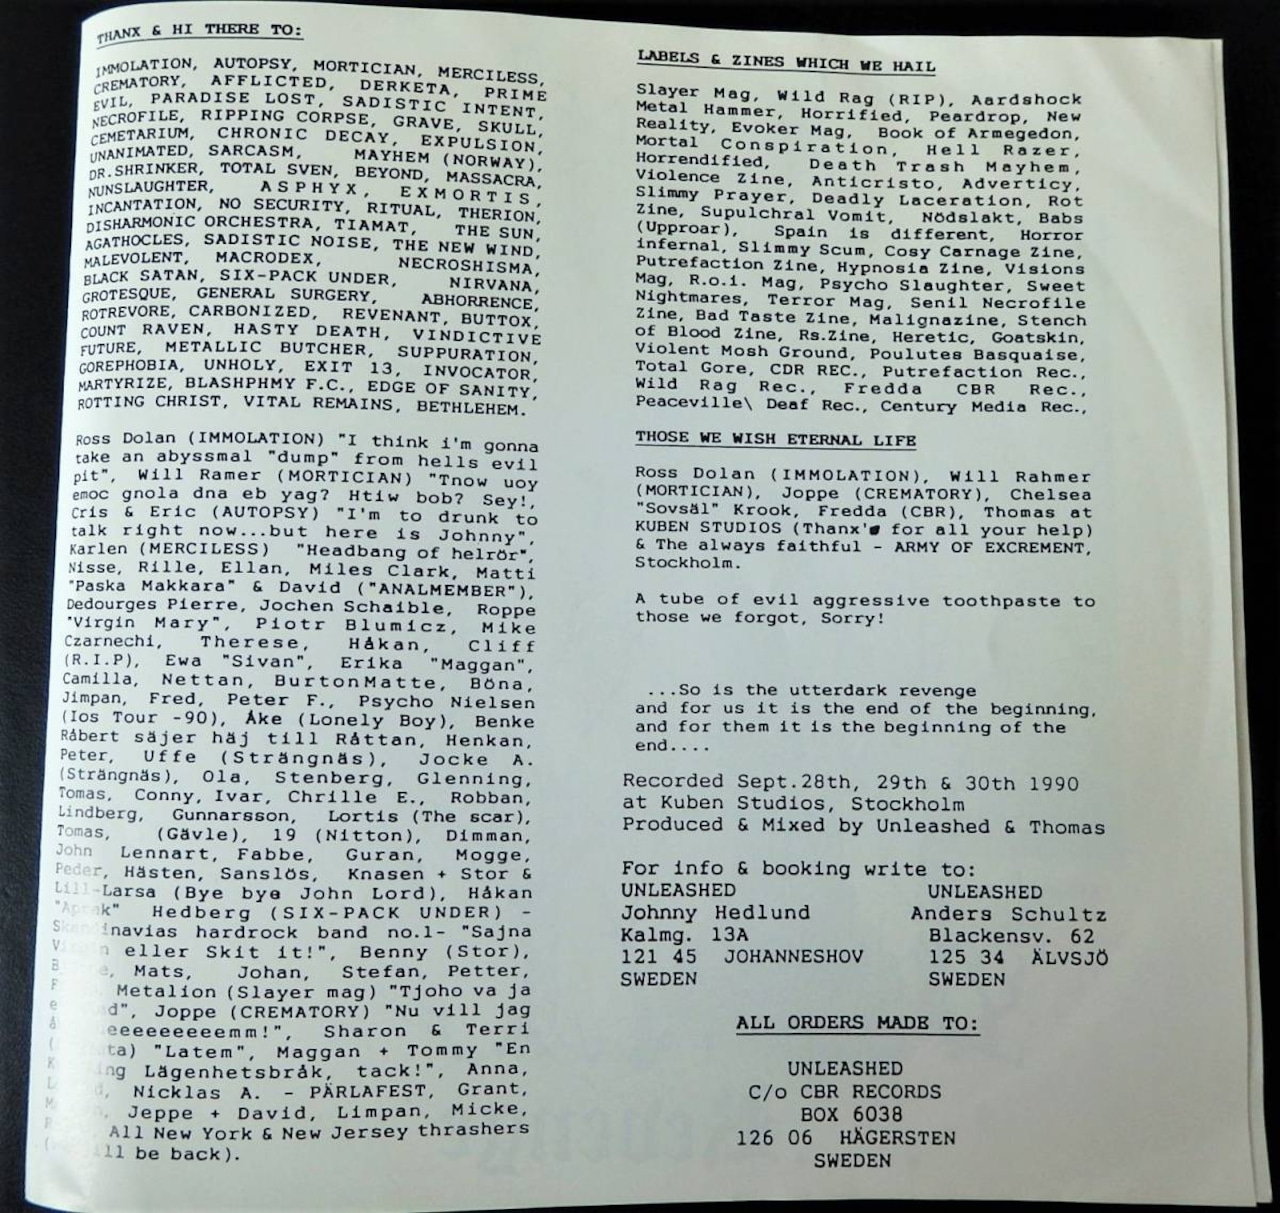 THANX & HI THERE TO:
IMMOLATION, AUTOPSY, MORTICIAN, MERCILESS,
CREMATORY, AFFLICTED, DERKETA, PRIME
EVIL, PARADISE LOST, SADISTIC INTENT,
NECROFILE, RIPPING CORPSE, GRAVE, SKULL,
CEMETARIUM, CHRONIC DECAY, EXPULSION,
UNANIMATED, SARCASM, MAYHEM (NORWAY),
DR.SHRINKER, TOTAL SVEN, BEYOND, MASSACRA,
NUNSLAUGHTER, ASPHYX, EXMORTIS,
INCANTATION, NO SECURITY, RITUAL, THERION,
DISHARMONIC ORCHESTRA, TIAMAT, THE SUN,
AGATHOCLES, SADISTIC NOISE, THE NEW WIND,
MALEVOLENT, MACRODEX, NECROSHISMA,
BLACK SATAN, SIX-PACK UNDER, NIRVANA,
GROTESQUE, GENERAL SURGERY, ABHORRENCE,
ROTREVORE, CARBONIZED, REVENANT, BUTTOX,
COUNT RAVEN, HASTY DEATH, VINDICTIVE
FUTURE, METALLIC BUTCHER, SUPPURATION,
GOREPHOBIA, UNHOLY, EXIT 13, INVOCATOR,
MARTYRIZE, BLASHPHMY F.C., EDGE OF SANITY,
ROTTING CHRIST, VITAL REMAINS, BETHLEHEM.
Ross Dolan (IMMOLATION) "I think i'm gonna
take an abyssmal "dump" from hells evil
pit", Will Ramer (MORTICIAN) "Tnow uoy
emoc gnola dna eb yag? Htiw bob? Sey!,
Cris & Eric (AUTOPSY) "I'm to drunk to
talk right now...but here is Johnny",
Karlen (MERCILESS) "Headbang of helrör",
Nisse, Rille, Ellan, Miles Clark, Matti
"Paska Makkara" & David ("ANALMEMBER"),
Dedourges Pierre, Jochen Schaible, Roppe
"Virgin Mary", Piotr Blumicz, Mike
Czarnechi, Therese, Håkan, Cliff
(R.I.P), Ewa "Sivan", Erika "Maggan",
Camilla, Nettan, BurtonMatte, Böna,
Jimpan, Fred, Peter F., Psycho Nielsen
(Ios Tour -90), Åke (Lonely Boy), Benke
Råbert säjer häj till Råttan, Henkan,
Peter, Uffe (Strängnäs), Jocke A.
(Strängnäs), Ola, Stenberg, Glenning,
Tomas, Conny, Ivar, Chrille E., Robban,
Lindberg, Gunnarsson, Lortis (The scar),
Tomas, (Gävle), 19 (Nitton), Dimman,
John Lennart, Fabbe, Guran, Mogge,
Peder, Hästen, Sanslös, Knasen + Stor &
Lill-Larsa (Bye bye John Lord), Håkan
Hedberg (SIX-PACK UNDER) -
Skandinavias hardrock band no.1- "Sajna
eller Skit it!", Benny (Stor),
Mats, Johan, Stefan, Petter,
Metalion (Slayer mag) "Tjoho va ja
Joppe (CREMATORY) "Nu vill jag
Sharon & Terri
"Latem", Maggan + Tommy "En
Lägenhetsbråk, tack!", Anna,
Nicklas A. - PÄRLAFEST, Grant,
Jeppe + David, Limpan, Micke,
All New York & New Jersey thrashers
be back).
LABELS & ZINES WHICH WE HAIL
Slayer Mag, Wild Rag (RIP), Aardshock
Metal Hammer, Horrified, Peardrop, New
Reality, Evoker Mag, Book of Armegedon,
Mortal Conspiration, Hell Razer,
Horrendified, Death Trash Mayhem,
Violence Zine, Anticristo, Adverticy,
Slimmy Prayer, Deadly Laceration, Rot
Zine, Supulchral Vomit, Nödslakt, Babs
(Upproar), Spain is different, Horror
infernal, Slimmy Scum, Cosy Carnage Zine,
Putrefaction Zine, Hypnosia Zine, Visions
Mag, R.o.i. Mag, Psycho Slaughter, Sweet
Nightmares, Terror Mag, Senil Necrofile
Zine, Bad Taste Zine, Malignazine, Stench
of Blood Zine, Rs.Zine, Heretic, Goatskin,
Violent Mosh Ground, Poulutes Basquaise,
Total Gore, CDR REC., Putrefaction Rec.,
Wild Rag Rec., Fredda CBR Rec.,
Peaceville\ Deaf Rec., Century Media Rec.,
THOSE WE WISH ETERNAL LIFE
Ross Dolan (IMMOLATION), Will Rahmer
(MORTICIAN), Joppe (CREMATORY), Chelsea
"Sovsäl" Krook, Fredda (CBR), Thomas at
KUBEN STUDIOS (Thanx's for all your help)
& The always faithful - ARMY OF EXCREMENT,
Stockholm.
A tube of evil aggressive toothpaste to
those we forgot, Sorry!
...So is the utterdark revenge
and for us it is the end of the beginning,
and for them it is the beginning of the
end....
Recorded Sept.28th, 29th & 30th 1990
at Kuben Studios, Stockholm
Produced & Mixed by Unleashed & Thomas
For info & booking write to:
UNLEASHED
Johnny Hedlund
Kalmg. 13A
121 45 JOHANNESHOV
SWEDEN
UNLEASHED
Anders Schultz
Blackensv. 62
125 34 ÄLVSJÖ
SWEDEN
ALL ORDERS MADE TO:
UNLEASHED
C/o CBR RECORDS
BOX 6038
126 06 HÄGERSTEN
SWEDEN